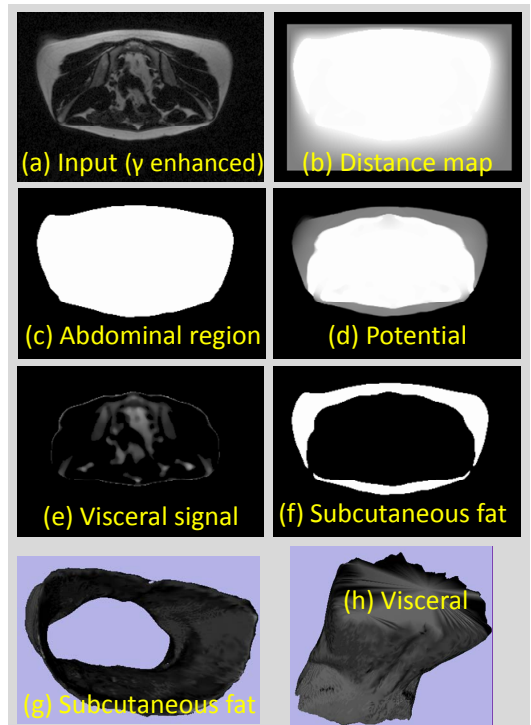 (a) Input (γ enhanced)
(b) Distance map
(c) Abdominal region
(d) Potential
(e) Visceral signal
(f) Subcutaneous fat
(g) Subcutaneous fat
(h) Visceral